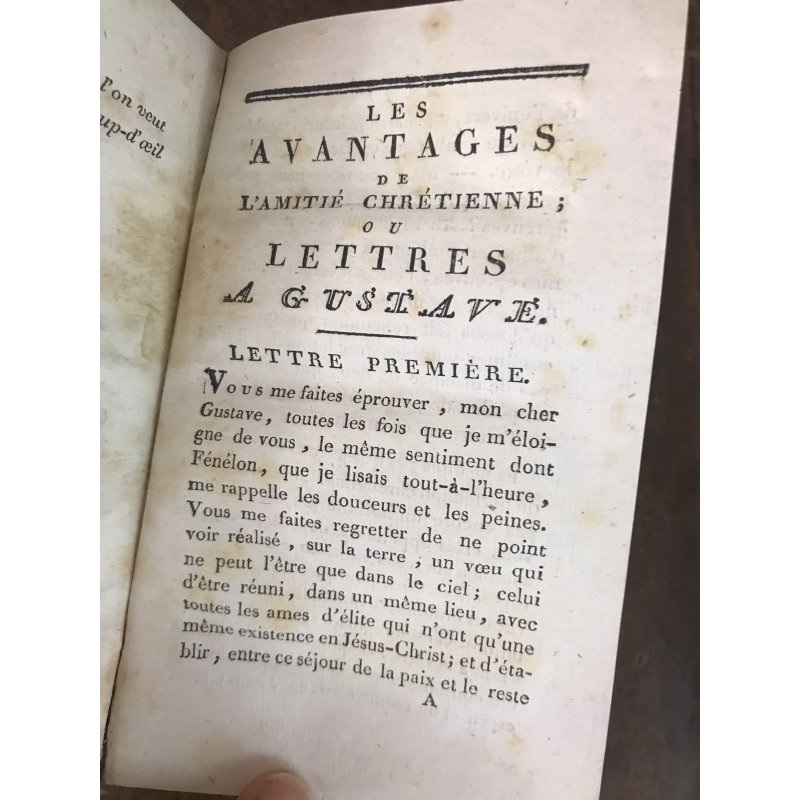 l'on veut
up-d'œil
LES
AVANTAGES
DE
L'AMITIÉ CHRÉTIENNE ;
OU
LETTRES
A GUSTAVE.
LETTRE PREMIÈRE.
Vous me faites éprouver , mon cher
Gustave, toutes les fois que je m'éloi-
gne de vous , le même sentiment dont
Fénélon, que je lisais tout-à-l'heure ,
me rappelle les douceurs et les peines.
Vous me faites regretter de ne point
voir réalisé , sur la terre , un vœu qui
ne peut l'être que dans le ciel ; celui
d'être réuni , dans un même lieu , avec
toutes les ames d'élite qui n'ont qu'une
même existence en Jésus-Christ ; et d'éta-
blir , entre ce séjour de la paix et le reste
A